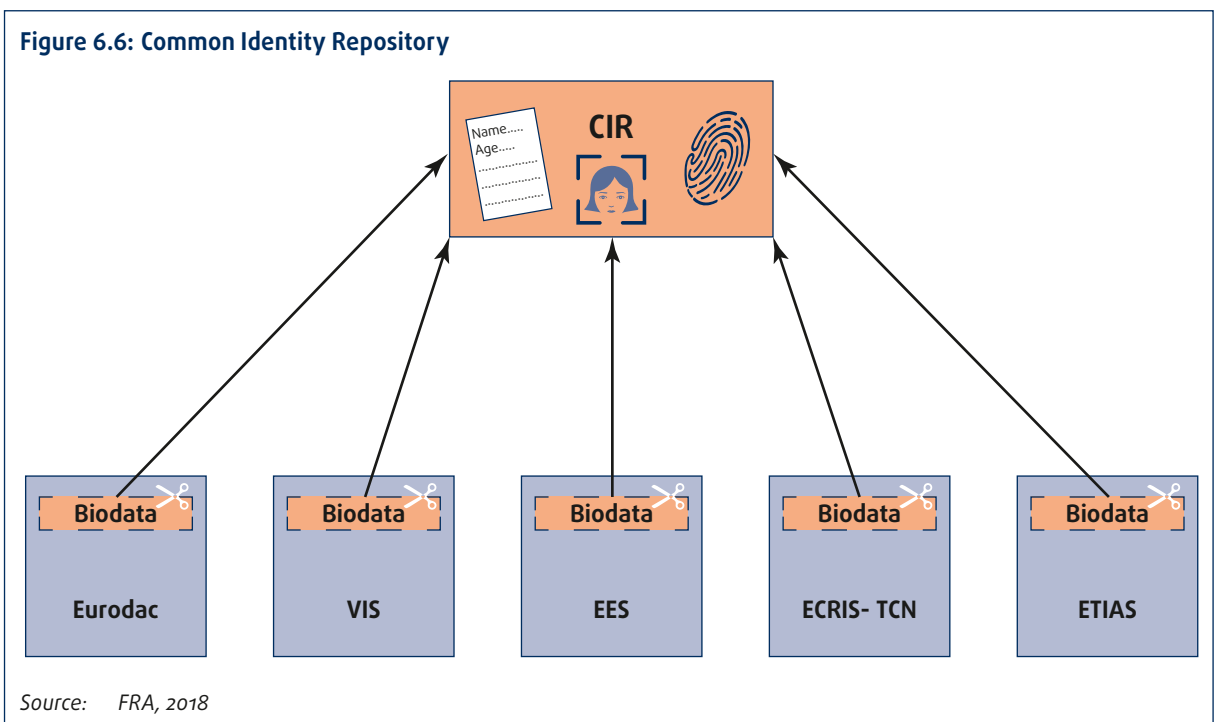 Figure 6.6: Common Identity Repository
CIR
Name.....
Age.....
.................
.................
.................
Biodata
Biodata
Biodata
Biodata
Biodata
Eurodac
VIS
EES
ECRIS- TCN
ETIAS
Source: FRA, 2018